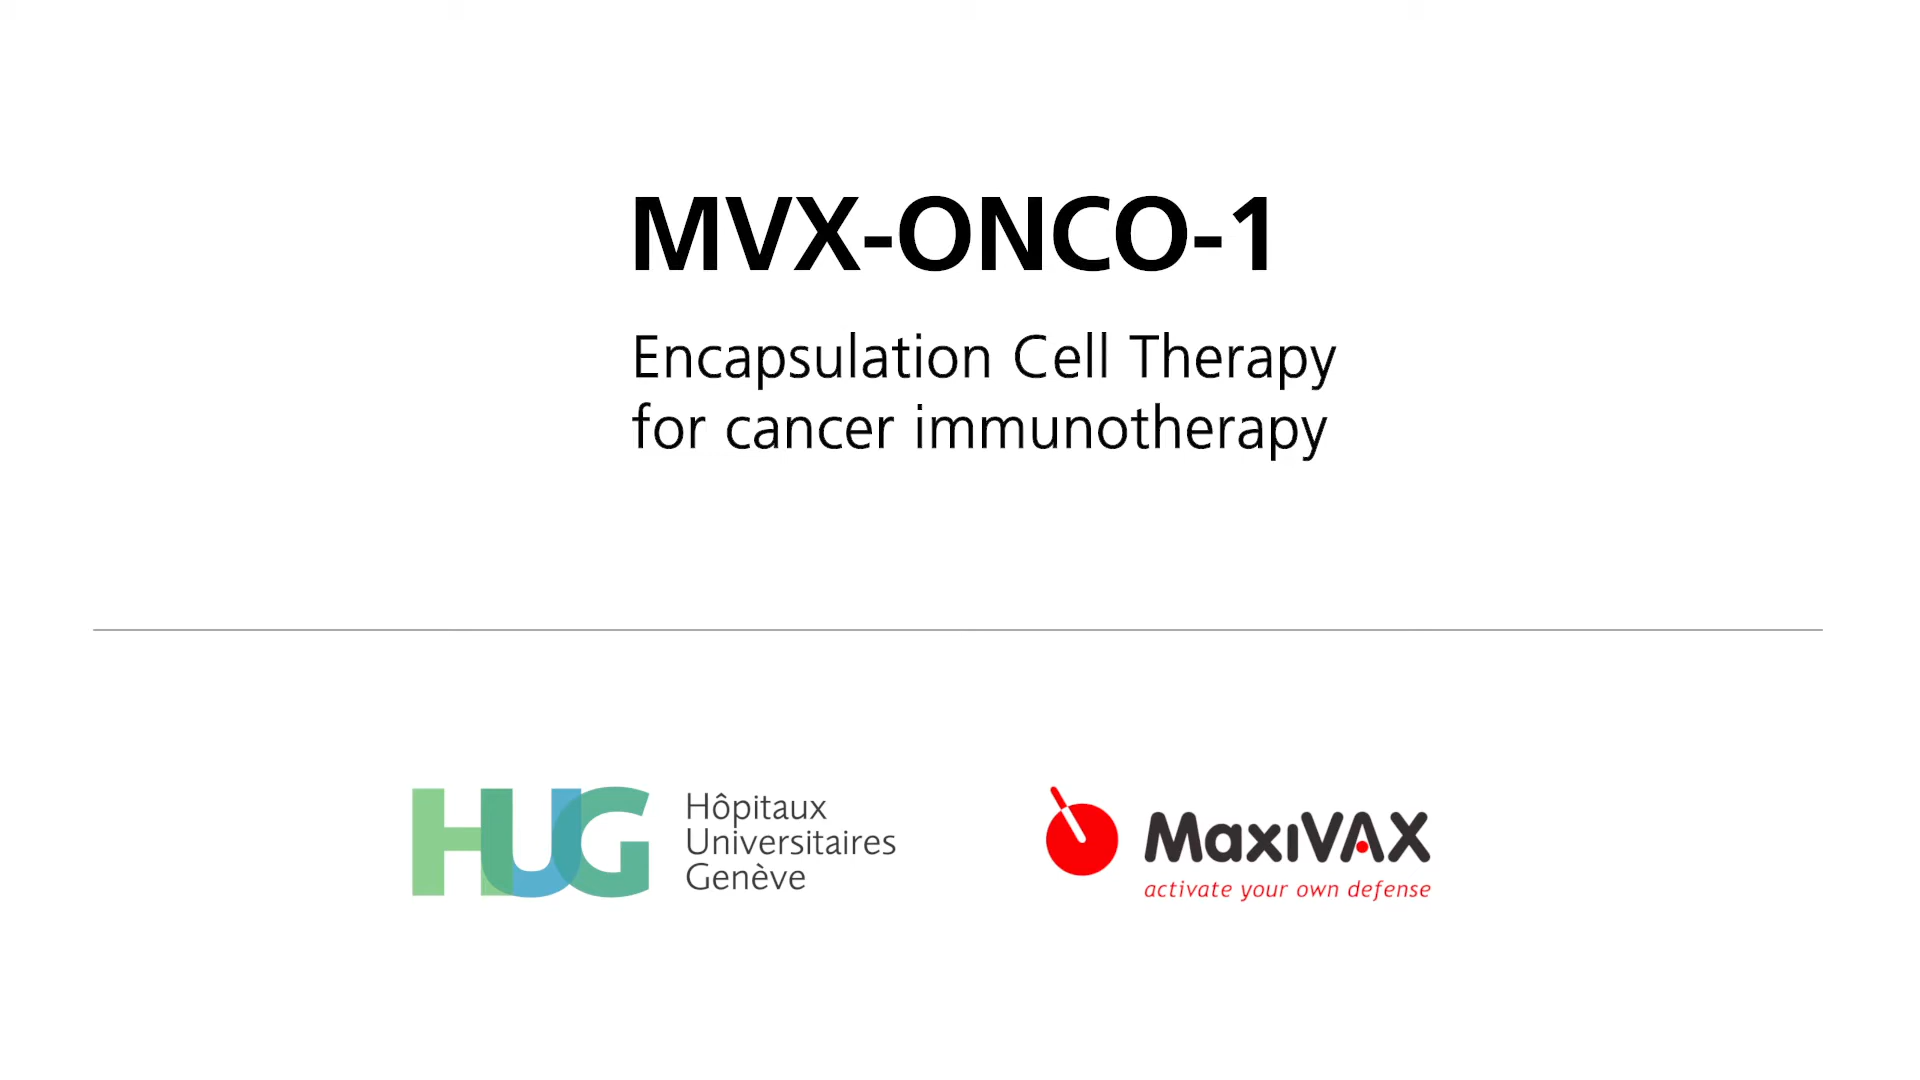 MVX-ONCO-1
Encapsulation Cell Therapy
for cancer immunotherapy
HUG
Hôpitaux
Universitaires
Genève
MaxiVAX
activate your own defense